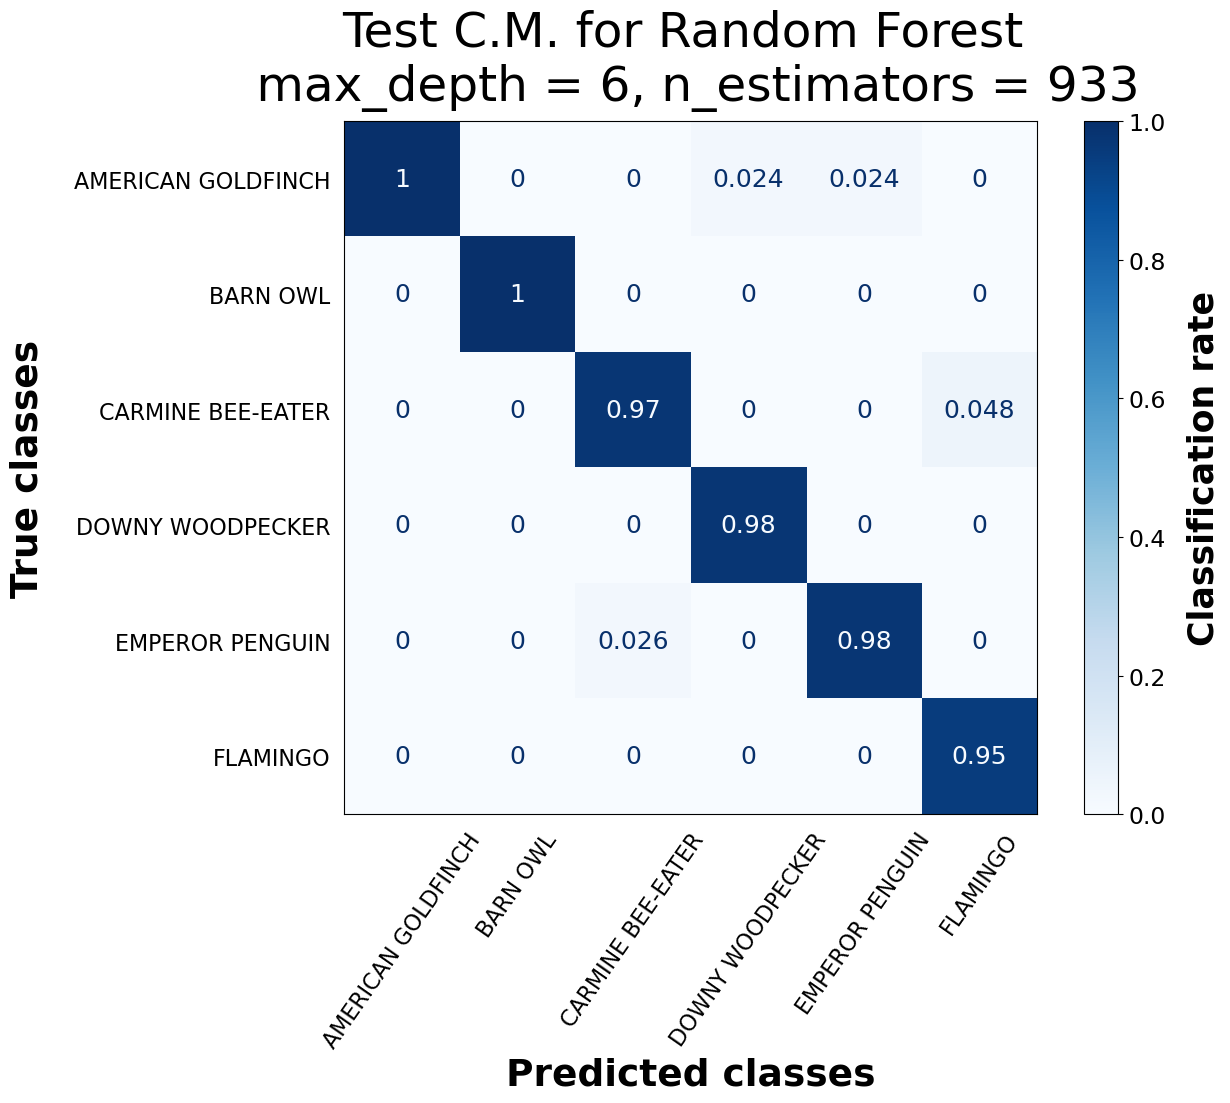 Test C.M. for Random Forest
max_depth = 6, n_estimators = 933
AMERICAN GOLDFINCH 1 0 0 0.024 0.024 0
BARN OWL 0 1 0 0 0 0
CARMINE BEE-EATER 0 0 0.97 0 0 0.048
DOWNY WOODPECKER 0 0 0 0.98 0 0
EMPEROR PENGUIN 0 0 0.026 0 0.98 0
FLAMINGO 0 0 0 0 0 0.95
True classes
AMERICAN GOLDFINCH
BARN OWL
CARMINE BEE-EATER
DOWNY WOODPECKER
EMPEROR PENGUIN
FLAMINGO
Predicted classes
1.0
0.8
0.6
0.4
0.2
0.0
Classification rate